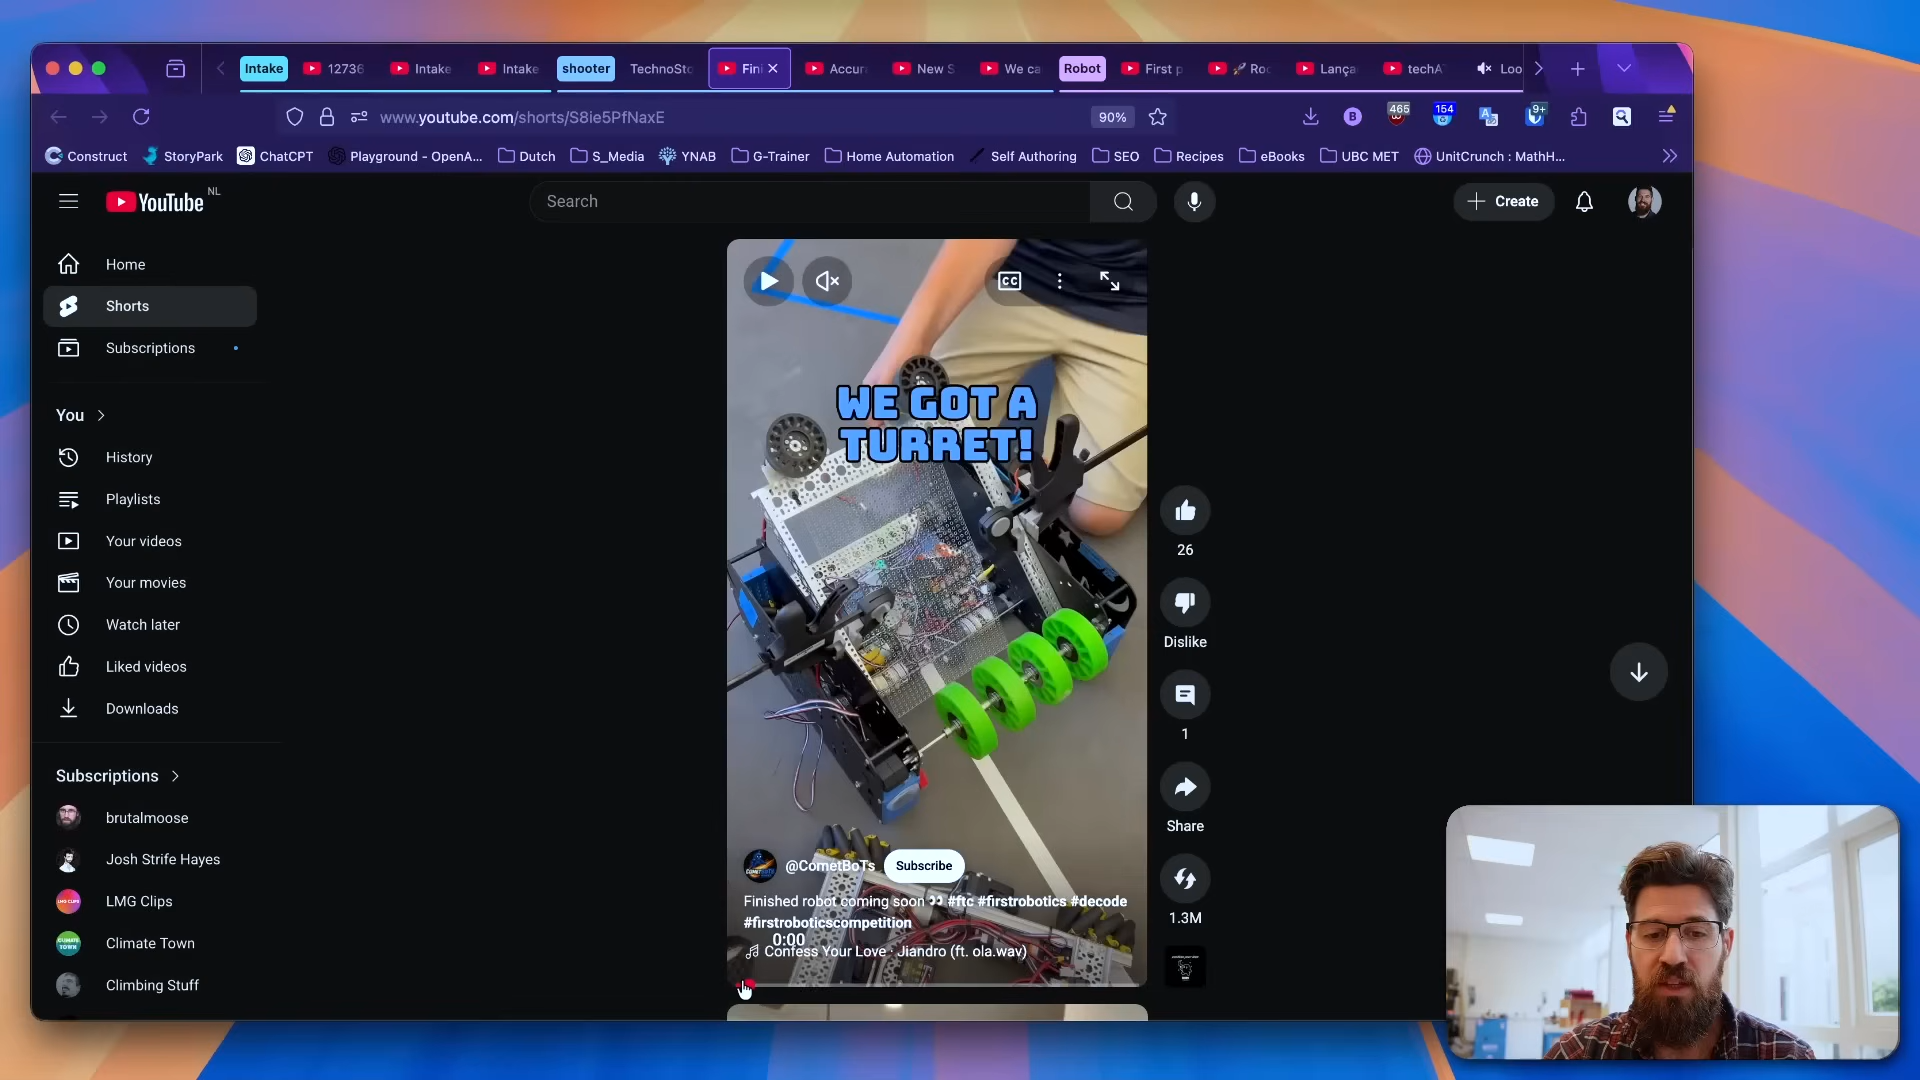 Intake
12736
Intake
Intake
shooter
TechnoSto
Fini
Accur
New S
We ca
Robot
First p
🚀 Ro
Lança
techA
Loo
www.youtube.com/shorts/S8ie5PfNaxE
90%
465
154
9+
Construct
StoryPark
ChatCPT
Playground - OpenA...
Dutch
S_Media
YNAB
G-Trainer
Home Automation
Self Authoring
SEO
Recipes
eBooks
UBC MET
UnitCrunch : MathH...
YouTube NL
Search
Create
Home
Shorts
Subscriptions
You
History
Playlists
Your videos
Your movies
Watch later
Liked videos
Downloads
Subscriptions
brutalmoose
Josh Strife Hayes
LMG Clips
Climate Town
Climbing Stuff
CC
WE GOT A
TURRET!
@CometBoTs
Subscribe
Finished robot coming soon 👀 #ftc #firstrobotics #decode
#firstroboticscompetition
0:00
Confess Your Love · Jiandro (ft. ola.wav)
26
Dislike
1
Share
1.3M